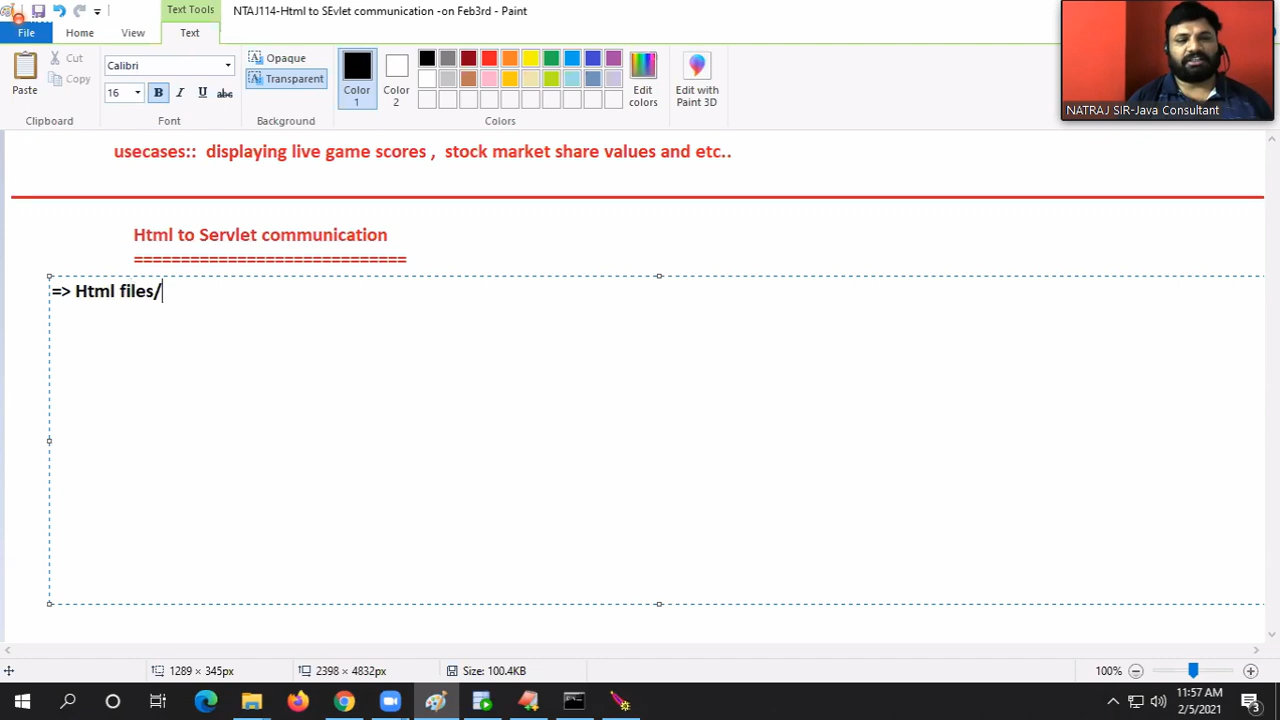 Text Tools
NTAJ114-Html to SEvlet communication -on Feb3rd - Paint
File
Home
View
Text
Paste
Cut
Copy
Clipboard
Calibri
16
B I U abc
Font
Opaque
Transparent
Background
Color 1
Color 2
Edit colors
Colors
Edit with Paint 3D
NATRAJ SIR-Java Consultant
usecases:: displaying live game scores , stock market share values and etc..
Html to Servlet communication
=============================
=> Html files/
1289 × 345px
2398 × 4832px
Size: 100.4KB
100%
11:57 AM
2/5/2021
3